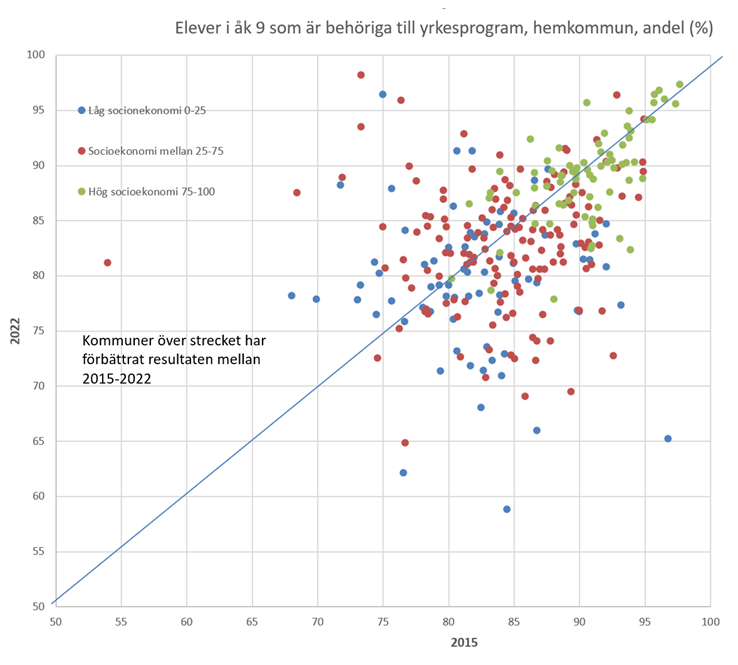 Elever i åk 9 som är behöriga till yrkesprogram, hemkommun, andel (%)
100
95
90
85
80
75
70
65
60
55
50
Låg socionekonomi 0-25
Socioekonomi mellan 25-75
Hög socioekonomi 75-100
Kommuner över strecket har
förbättrat resultaten mellan
2015-2022
2022
50 55 60 65 70 75 80 85 90 95 100
2015